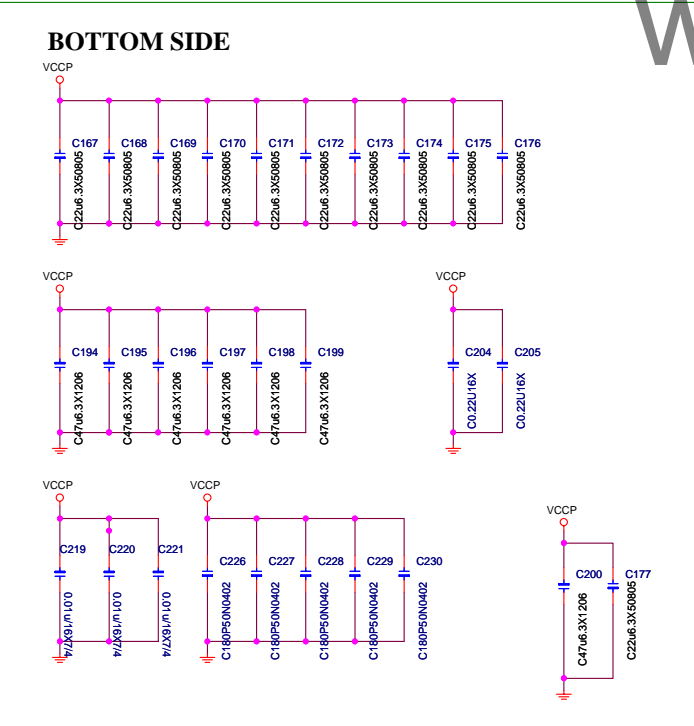 W
BOTTOM SIDE
VCCP
C167 C168 C169 C170 C171 C172 C173 C174 C175 C176
C22u6.3X50805 C22u6.3X50805 C22u6.3X50805 C22u6.3X50805 C22u6.3X50805 C22u6.3X50805 C22u6.3X50805 C22u6.3X50805 C22u6.3X50805 C22u6.3X50805
VCCP VCCP
C194 C195 C196 C197 C198 C199 C204 C205
C47u6.3X1206 C47u6.3X1206 C47u6.3X1206 C47u6.3X1206 C47u6.3X1206 C47u6.3X1206 C0.22U16X C0.22U16X
VCCP VCCP
C219 C220 C221 C226 C227 C228 C229 C230
0.01u/16X7/4 0.01u/16X7/4 0.01u/16X7/4 C180P50N0402 C180P50N0402 C180P50N0402 C180P50N0402 C180P50N0402
VCCP
C200 C177
C47u6.3X1206 C22u6.3X50805